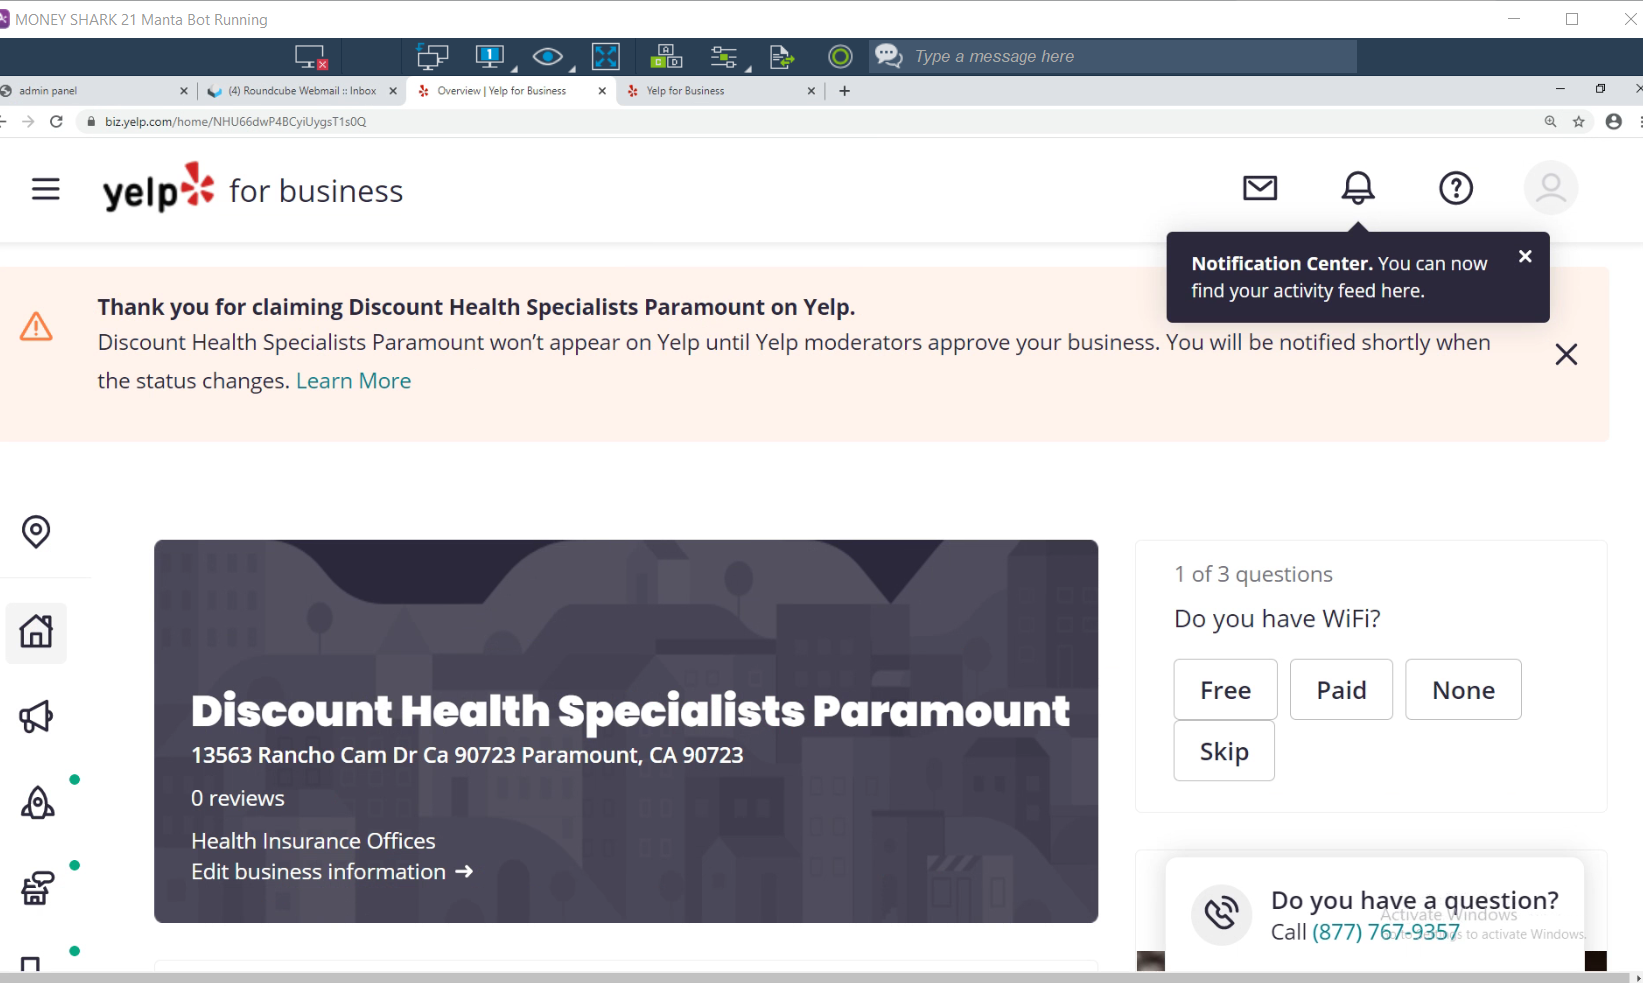 MONEY SHARK 21 Manta Bot Running
1
A
C D
Type a message here
admin panel
(4) Roundcube Webmail :: Inbox
Overview | Yelp for Business
Yelp for Business
biz.yelp.com/home/NHU66dwP4BCyiUygsT1s0Q
yelp for business
Notification Center. You can now
find your activity feed here.
Thank you for claiming Discount Health Specialists Paramount on Yelp.
Discount Health Specialists Paramount won’t appear on Yelp until Yelp moderators approve your business. You will be notified shortly when
the status changes. Learn More
Discount Health Specialists Paramount
13563 Rancho Cam Dr Ca 90723 Paramount, CA 90723
0 reviews
Health Insurance Offices
Edit business information →
1 of 3 questions
Do you have WiFi?
Free
Paid
None
Skip
Do you have a question?
Call (877) 767-9357
Activate Windows
to activate Windows.